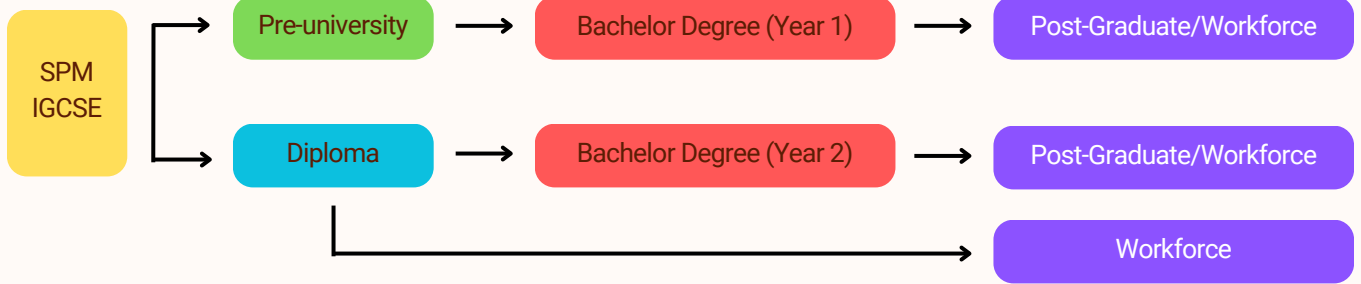 SPM
IGCSE
Pre-university
Bachelor Degree (Year 1)
Post-Graduate/Workforce
Diploma
Bachelor Degree (Year 2)
Post-Graduate/Workforce
Workforce